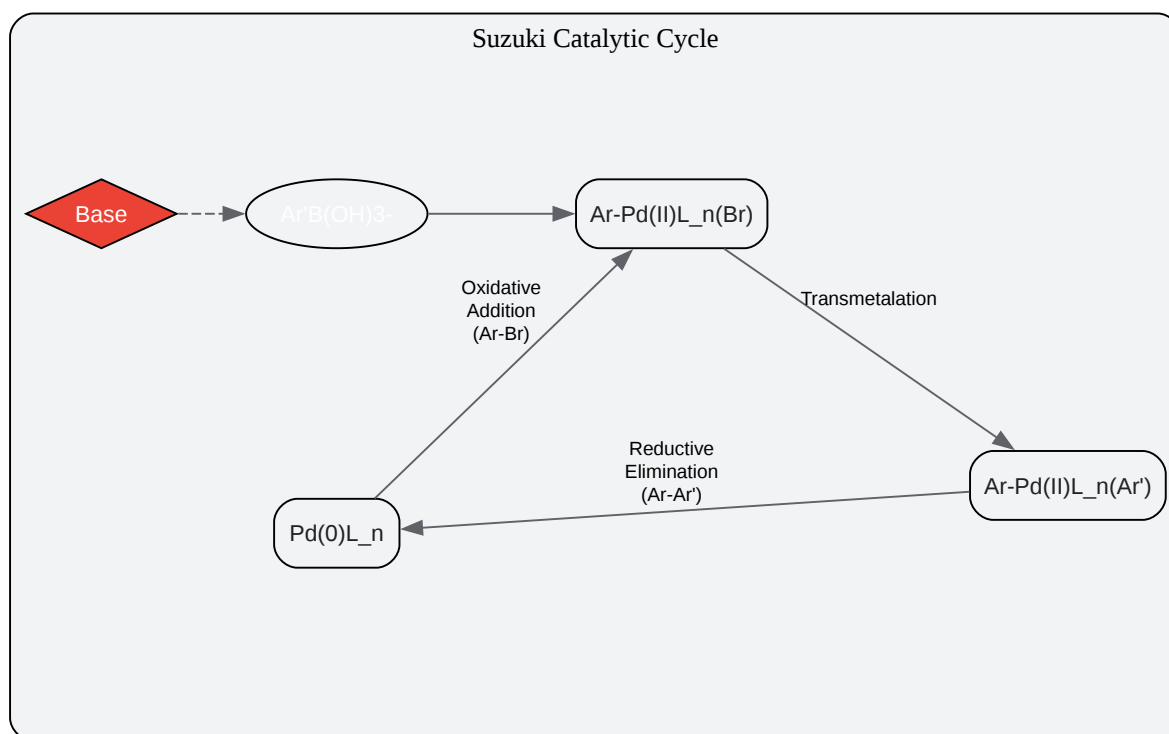 Suzuki Catalytic Cycle
Base
Ar'B(OH)3-
Ar-Pd(II)L_n(Br)
Oxidative
Addition
(Ar-Br)
Transmetalation
Reductive
Elimination
(Ar-Ar')
Ar-Pd(II)L_n(Ar')
Pd(0)L_n